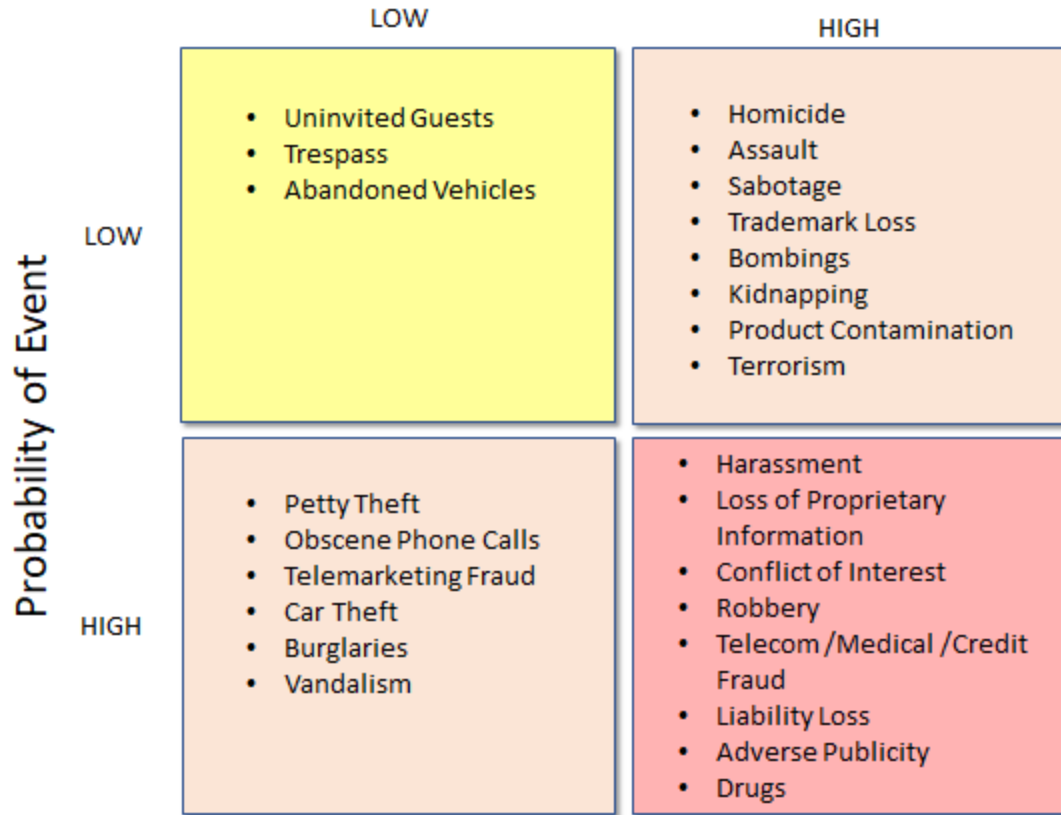 LOW
HIGH
Probability of Event
LOW
• Uninvited Guests
• Trespass
• Abandoned Vehicles
• Homicide
• Assault
• Sabotage
• Trademark Loss
• Bombings
• Kidnapping
• Product Contamination
• Terrorism
HIGH
• Petty Theft
• Obscene Phone Calls
• Telemarketing Fraud
• Car Theft
• Burglaries
• Vandalism
• Harassment
• Loss of Proprietary
Information
• Conflict of Interest
• Robbery
• Telecom /Medical /Credit
Fraud
• Liability Loss
• Adverse Publicity
• Drugs